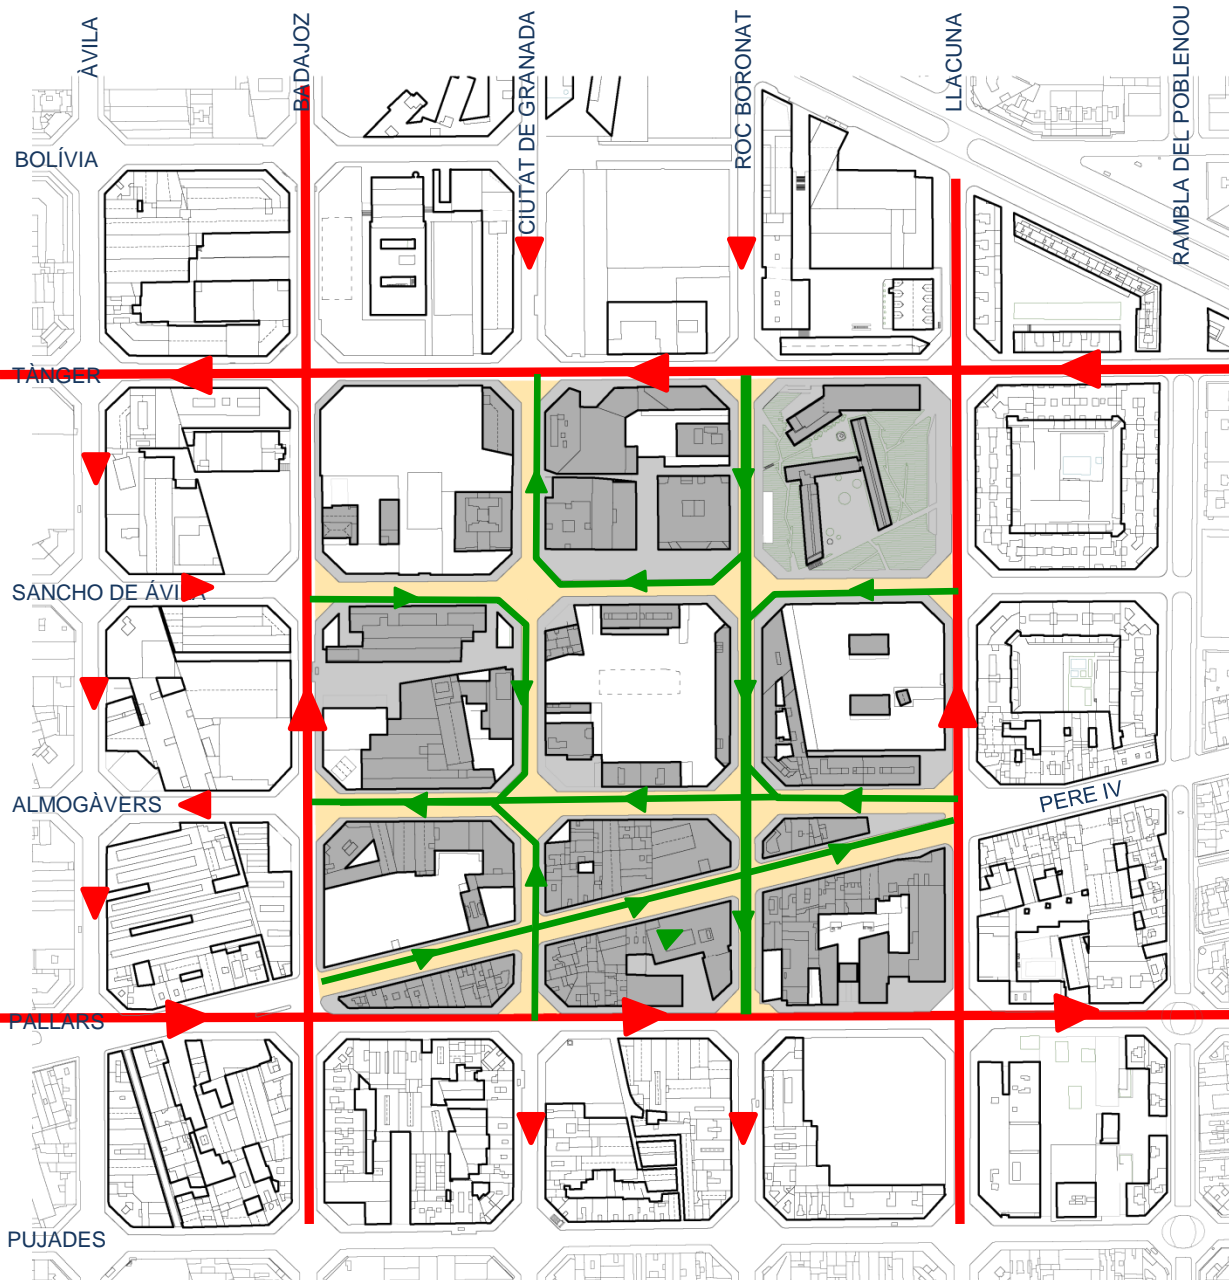 ÀVILA
BADAJOZ
CIUTAT DE GRANADA
ROC BORONAT
LLACUNA
RAMBLA DEL POBLENOU
BOLÍVIA
TÀNGER
SANCHO DE ÁVILA
ALMOGÀVERS
PERE IV
PALLARS
PUJADES